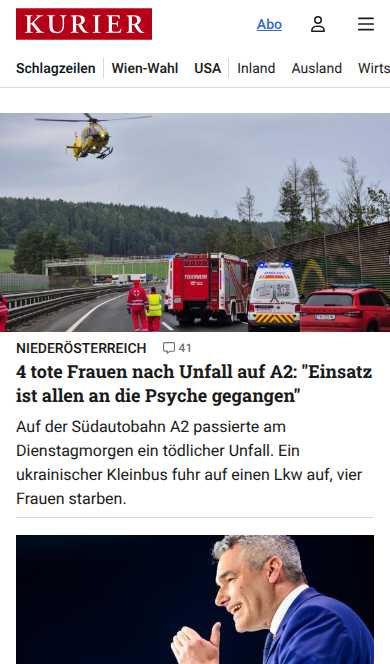 KURIER
Abo
Schlagzeilen Wien-Wahl USA Inland Ausland Wirts
FEUERWEHR
NIEDERÖSTERREICH 41
4 tote Frauen nach Unfall auf A2: "Einsatz
ist allen an die Psyche gegangen"
Auf der Südautobahn A2 passierte am
Dienstagmorgen ein tödlicher Unfall. Ein
ukrainischer Kleinbus fuhr auf einen Lkw auf, vier
Frauen starben.